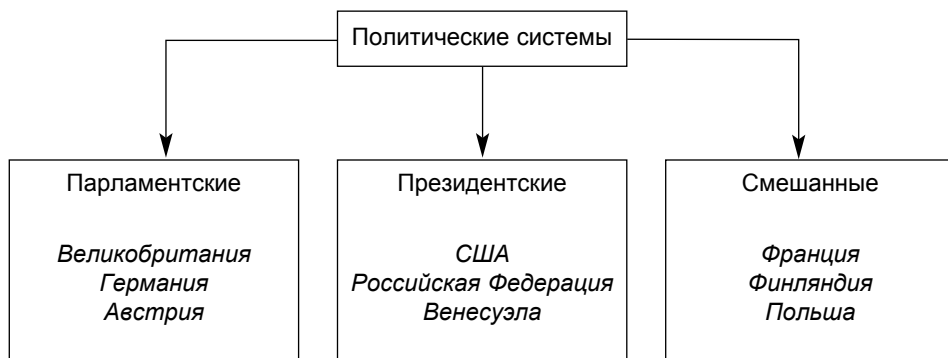 Политические системы
Парламентские
Великобритания
Германия
Австрия
Президентские
США
Российская Федерация
Венесуэла
Смешанные
Франция
Финляндия
Польша